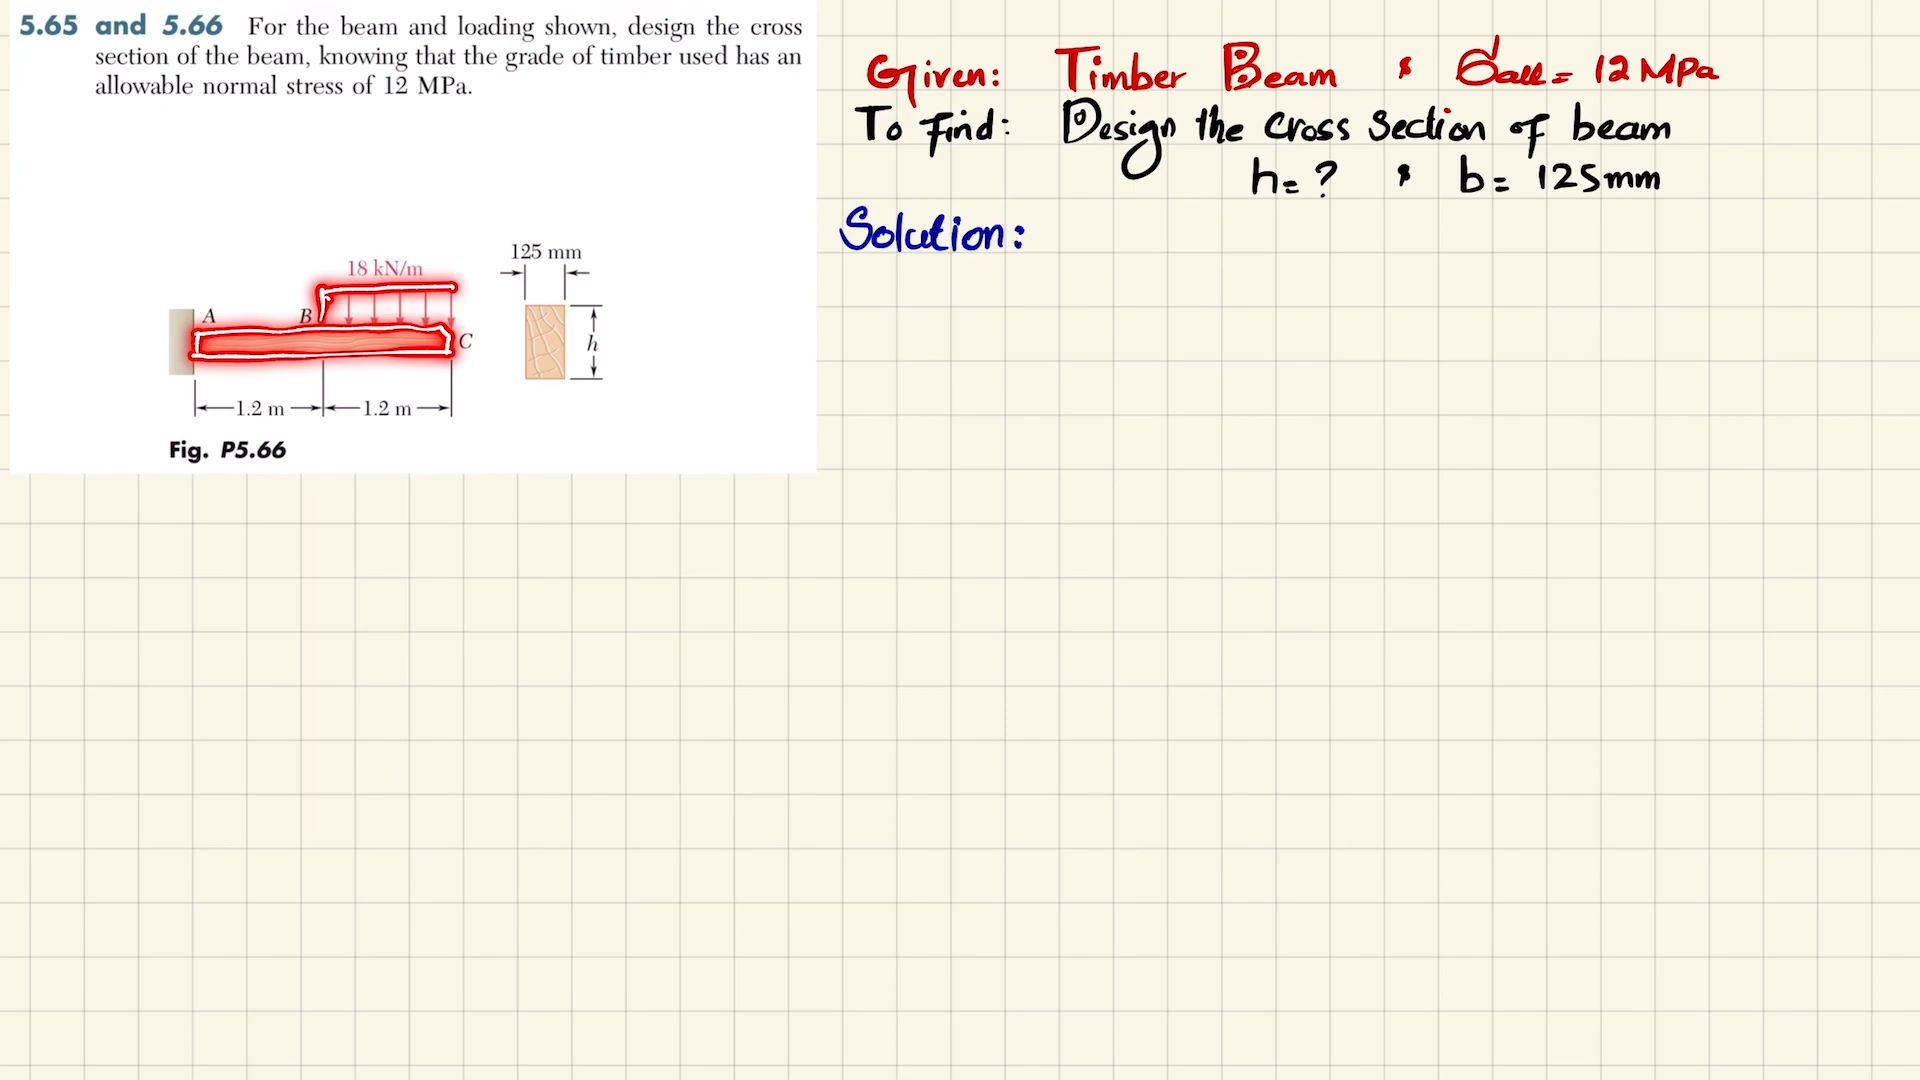 5.65 and 5.66 For the beam and loading shown, design the cross
section of the beam, knowing that the grade of timber used has an
allowable normal stress of 12 MPa.
Given: Timber Beam & σall = 12 MPa
To find: Design the cross section of beam
h = ? & b = 125mm
Solution:
125 mm
18 kN/m
A
B
C
h
1.2 m
1.2 m
Fig. P5.66